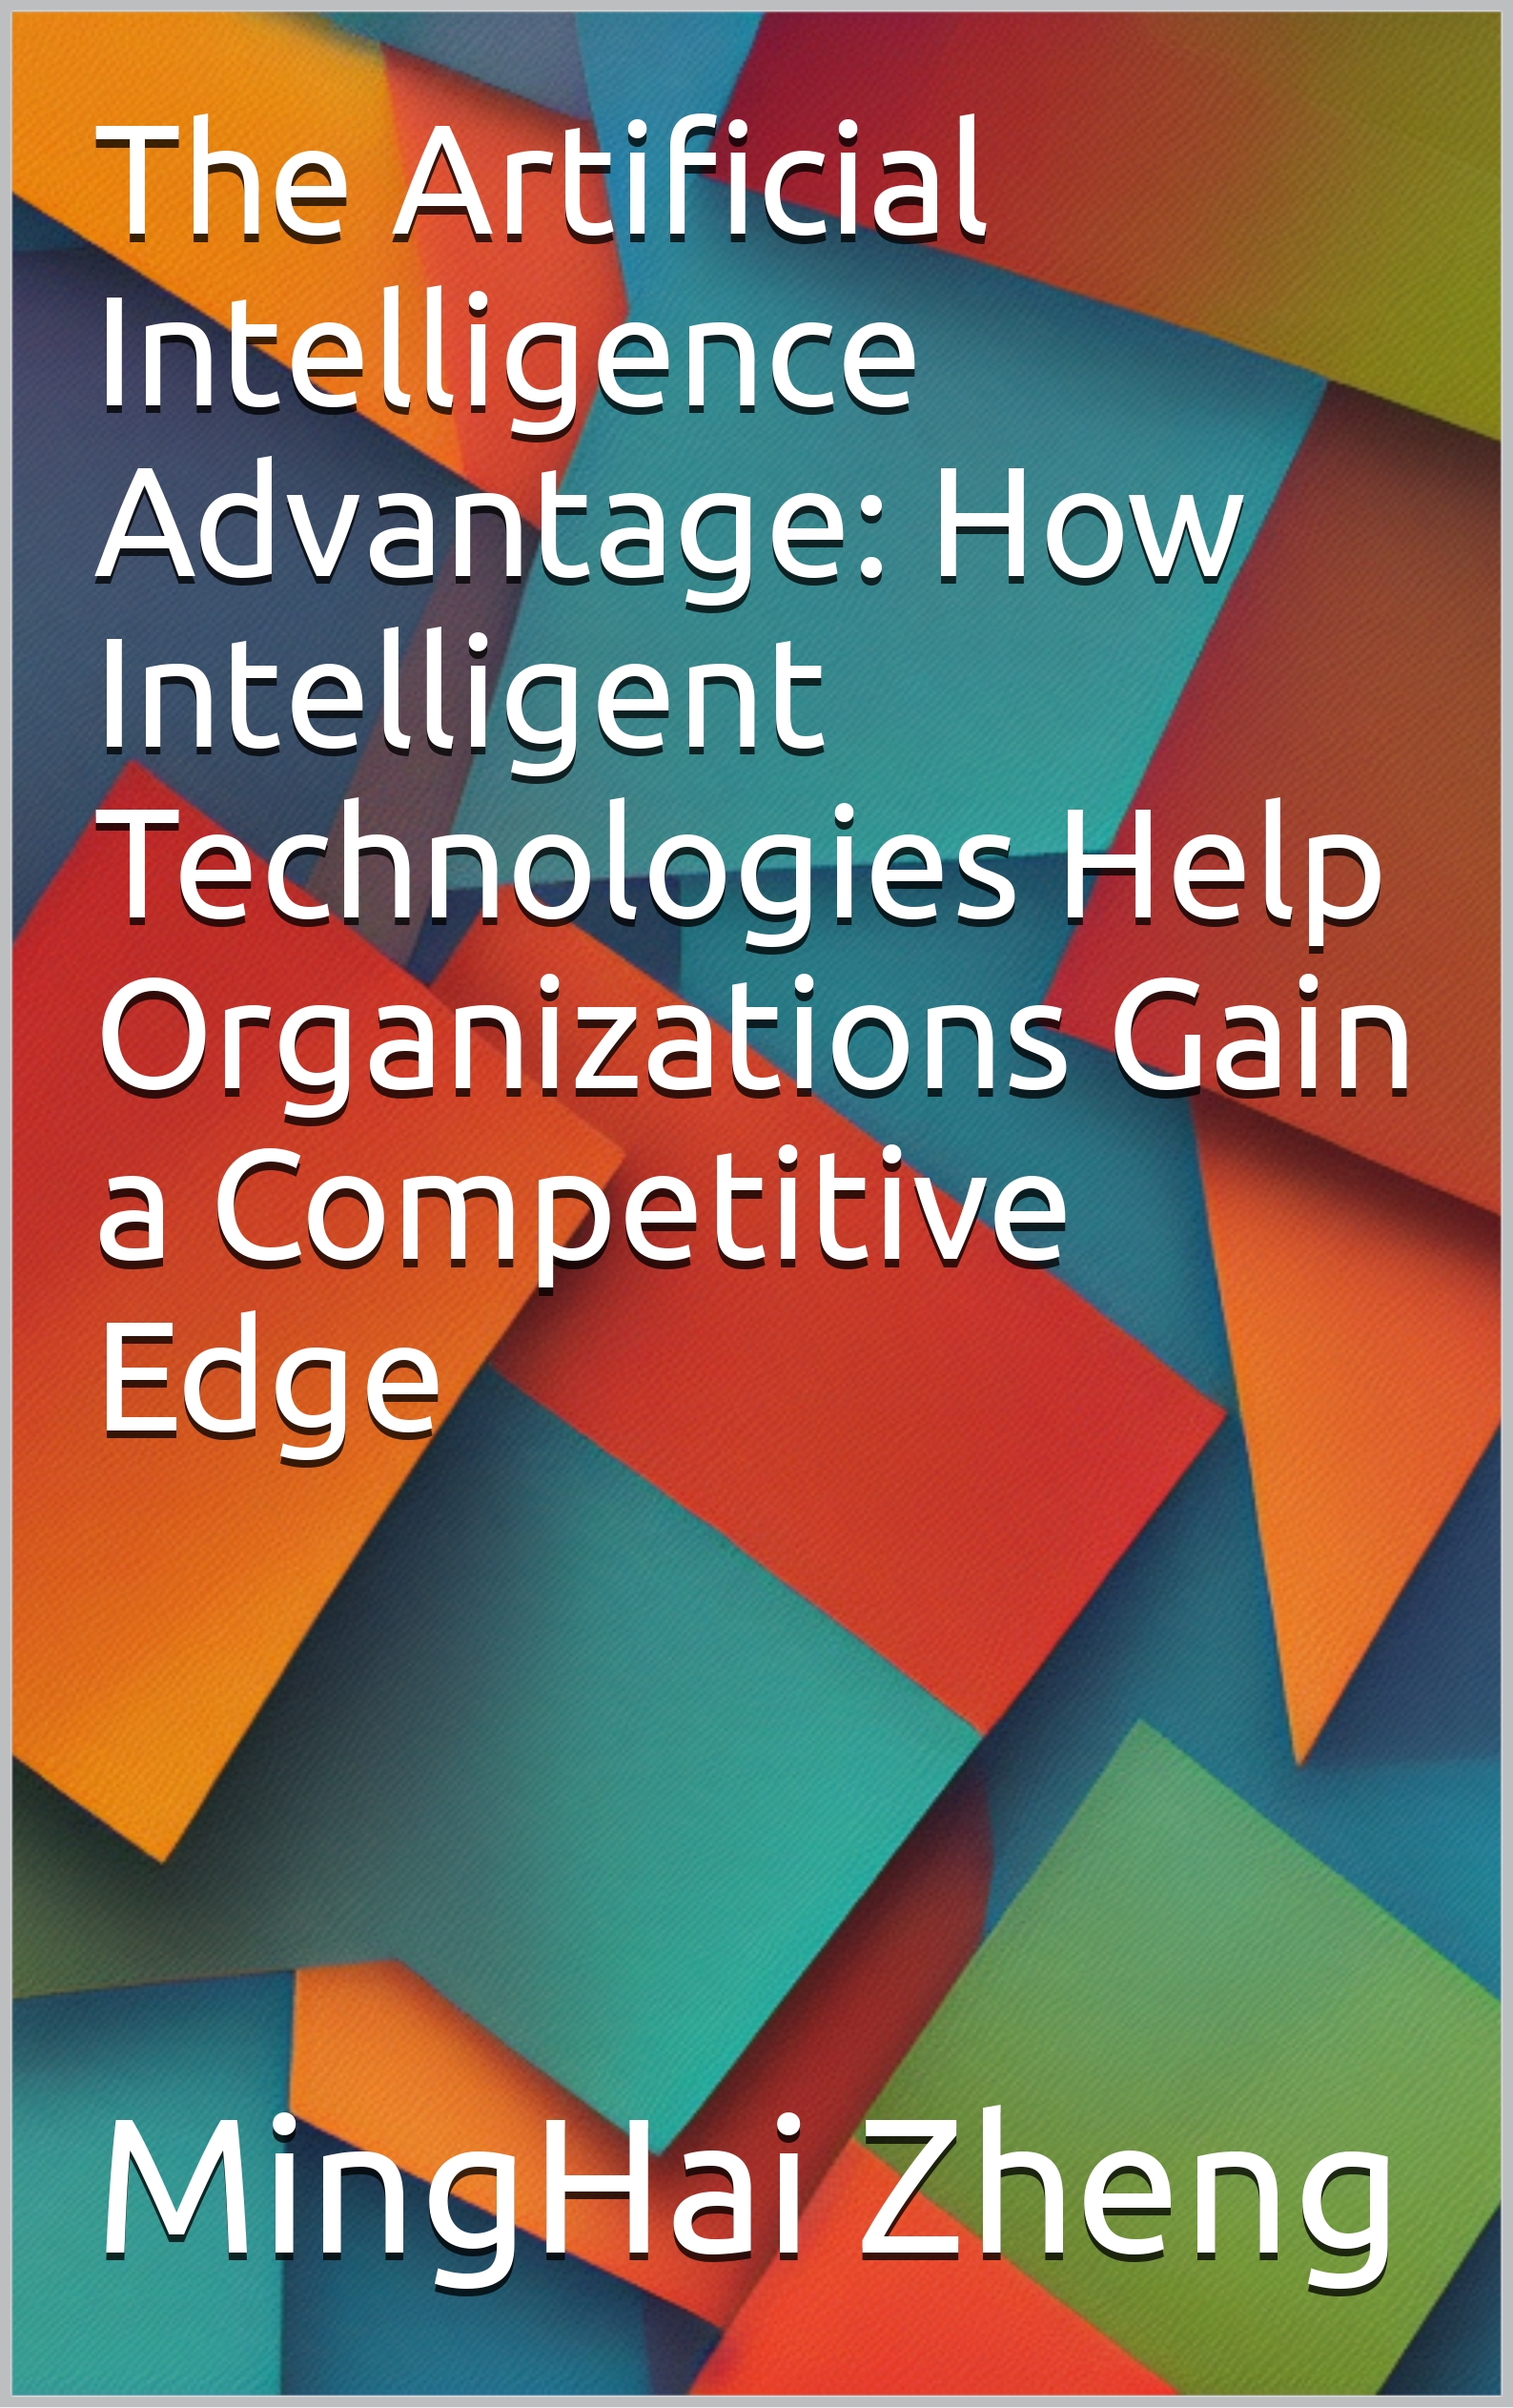 The Artificial
Intelligence
Advantage: How
Intelligent
Technologies Help
Organizations Gain
a Competitive
Edge
MingHai Zheng